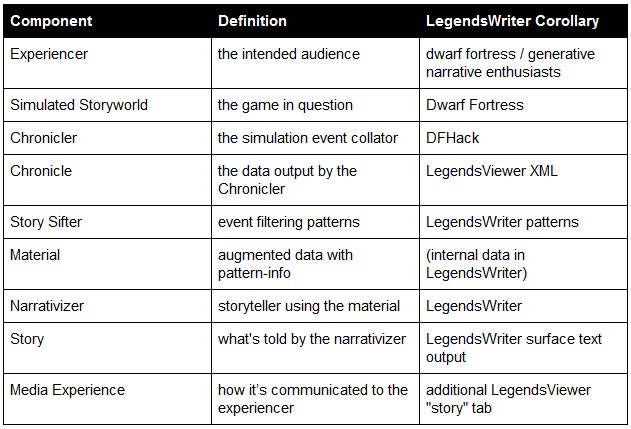 Component Definition LegendsWriter Corollary
Experiencer the intended audience dwarf fortress / generative
narrative enthusiasts
Simulated Storyworld the game in question Dwarf Fortress
Chronicler the simulation event collator DFHack
Chronicle the data output by the LegendsViewer XML
Chronicler
Story Sifter event filtering patterns LegendsWriter patterns
Material augmented data with (internal data in
pattern-info LegendsWriter)
Narrativizer storyteller using the material LegendsWriter
Story what's told by the narrativizer LegendsWriter surface text
output
Media Experience how it's communicated to the additional LegendsViewer
experiencer "story" tab